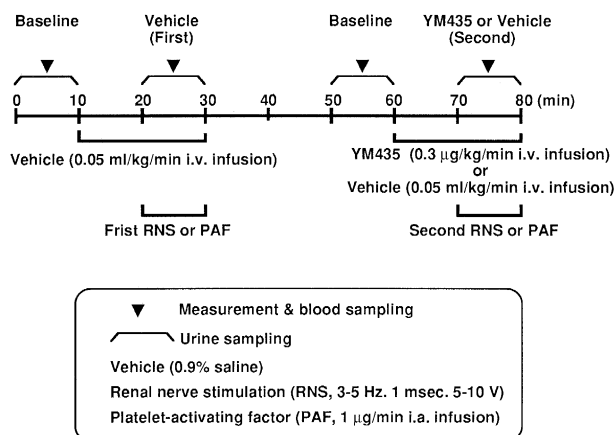 Baseline
Vehicle
(First)
Baseline
YM435 or Vehicle
(Second)
0 10 20 30 40 50 60 70 80 (min)
Vehicle (0.05 ml/kg/min i.v. infusion)
YM435 (0.3 μg/kg/min i.v. infusion)
or
Vehicle (0.05 ml/kg/min i.v. infusion)
Frist RNS or PAF
Second RNS or PAF
Measurement & blood sampling
Urine sampling
Vehicle (0.9% saline)
Renal nerve stimulation (RNS, 3-5 Hz. 1 msec. 5-10 V)
Platelet-activating factor (PAF, 1 μg/min i.a. infusion)